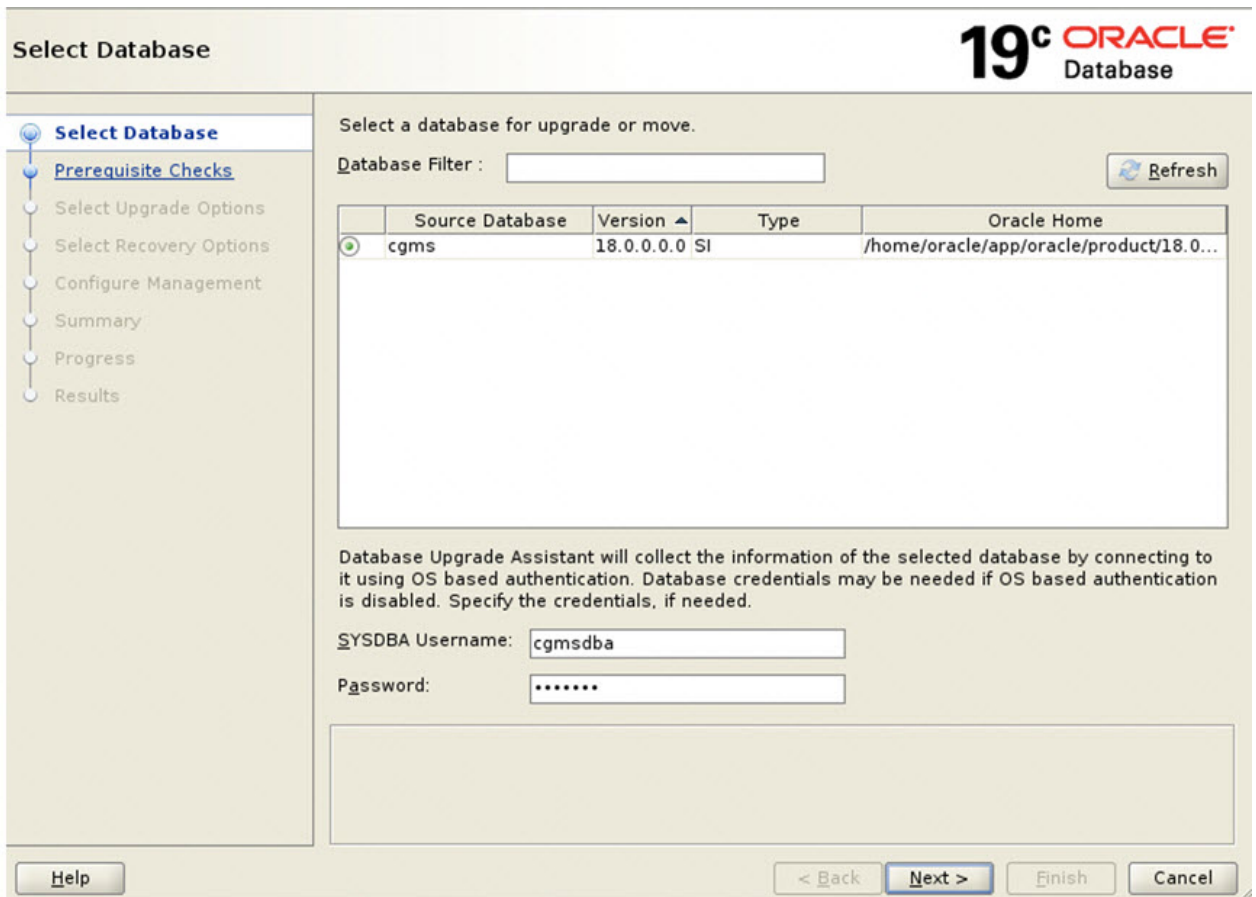 Select Database
19c ORACLE
Database
Select Database
Prerequisite Checks
Select Upgrade Options
Select Recovery Options
Configure Management
Summary
Progress
Results
Select a database for upgrade or move.
Database Filter :
Refresh
Source Database Version Type Oracle Home
cgms 18.0.0.0.0 SI /home/oracle/app/oracle/product/18.0...
Database Upgrade Assistant will collect the information of the selected database by connecting to
it using OS based authentication. Database credentials may be needed if OS based authentication
is disabled. Specify the credentials, if needed.
SYSDBA Username: cgmsdba
Password: •••••••
Help
< Back Next > Finish Cancel